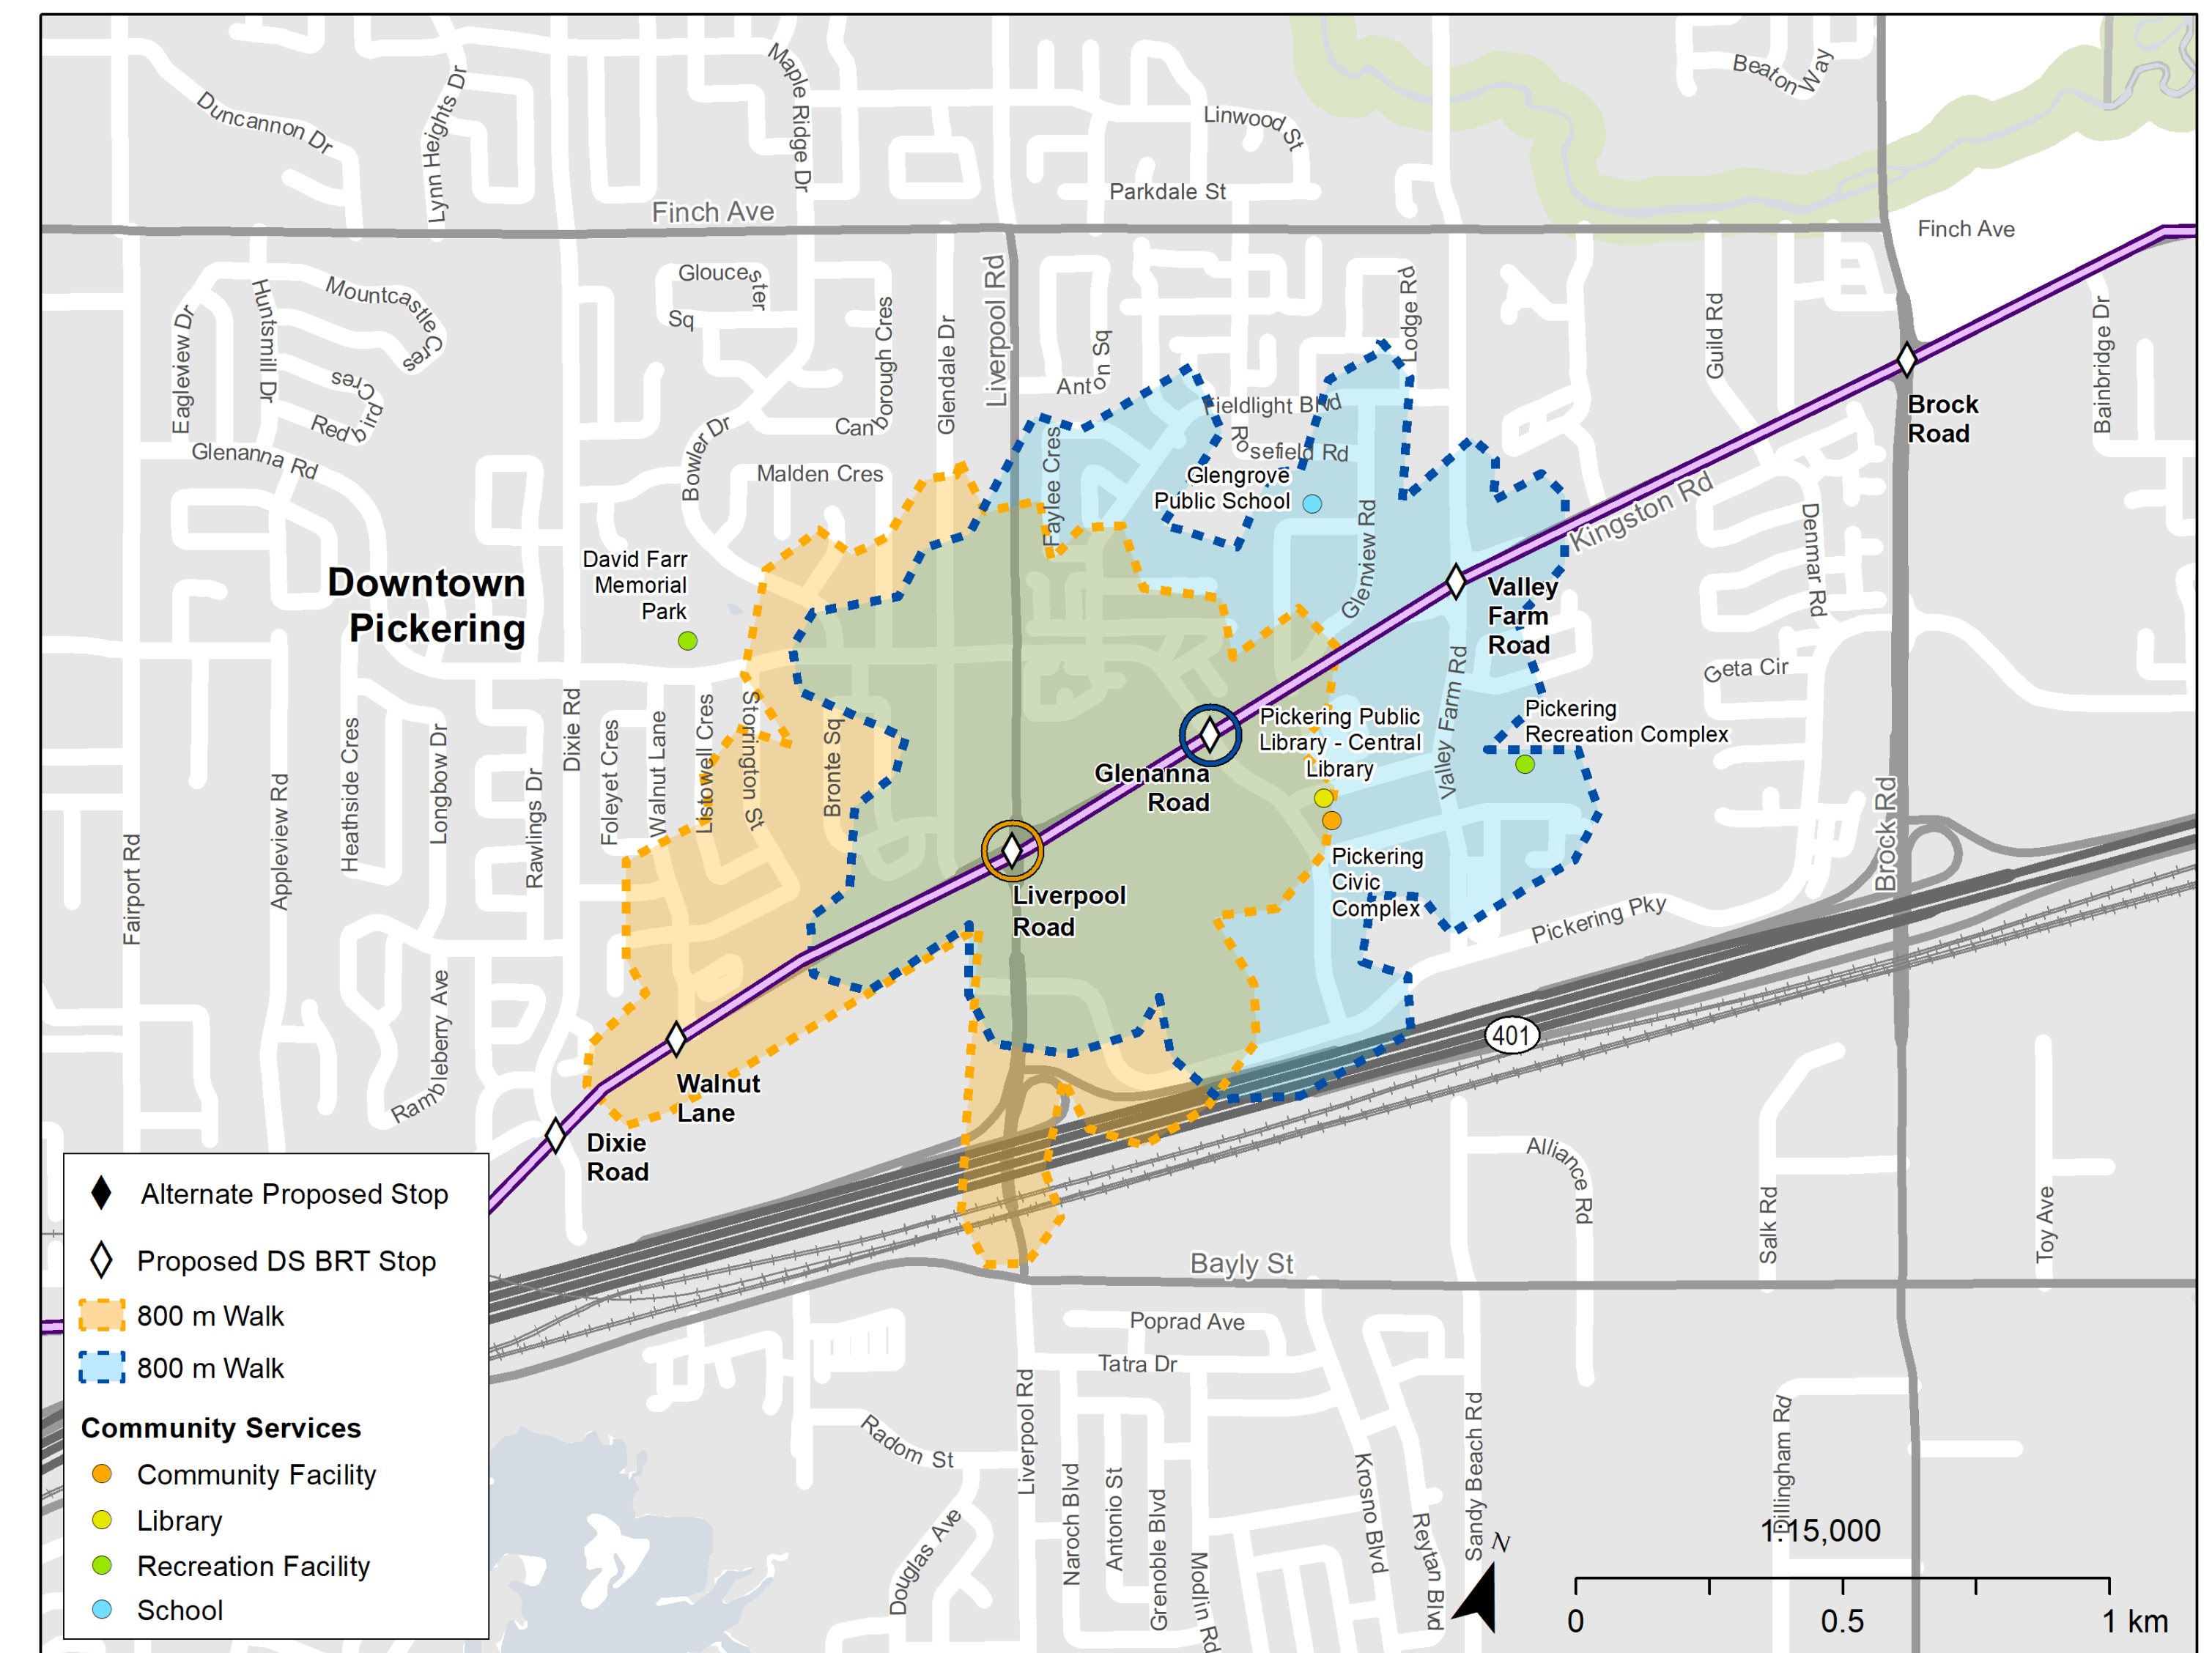 Duncannon Dr
Lynn Heights Dr
Maple Ridge Dr
Linwood St
Beaton Way
Parkdale St
Finch Ave
Finch Ave
Eagleview Dr
Huntsmill Dr
Mountcastle Cres
Redbird Cres
Gloucester
Sq
Canborough Cres
Glendale Dr
Liverpool Rd
Anton Sq
Lodge Rd
Guild Rd
Bainbridge Dr
Brock
Road
Glenanna Rd
Bowler Dr
Malden Cres
Faylee Cres
Fieldlight Blvd
Rosefield Rd
Glengrove
Public School
Glenview Rd
Kingston Rd
Denmar Rd
David Farr
Memorial
Park
Downtown
Pickering
Valley
Farm
Road
Geta Cir
Fairport Rd
Appleview Rd
Heathside Cres
Longbow Dr
Rawlings Dr
Dixie Rd
Foleyet Cres
Walnut Lane
Listowell Cres
Storrington St
Bronte Sq
Glenanna
Road
Pickering Public
Library - Central
Library
Valley Farm Rd
Pickering
Recreation Complex
Pickering
Civic
Complex
Liverpool
Road
Brock Rd
Pickering Pky
Rambleberry Ave
401
Walnut
Lane
Dixie
Road
Alliance Rd
Salk Rd
Toy Ave
Bayly St
Poprad Ave
Tatra Dr
Radom St
Douglas Ave
Liverpool Rd
Naroch Blvd
Antonio St
Grenoble Blvd
Modlin Rd
Krosno Blvd
Reytan Blvd
Sandy Beach Rd
Dillingham Rd
Alternate Proposed Stop
Proposed DS BRT Stop
800 m Walk
800 m Walk
Community Services
Community Facility
Library
Recreation Facility
School
N
1:15,000
0 0.5 1 km